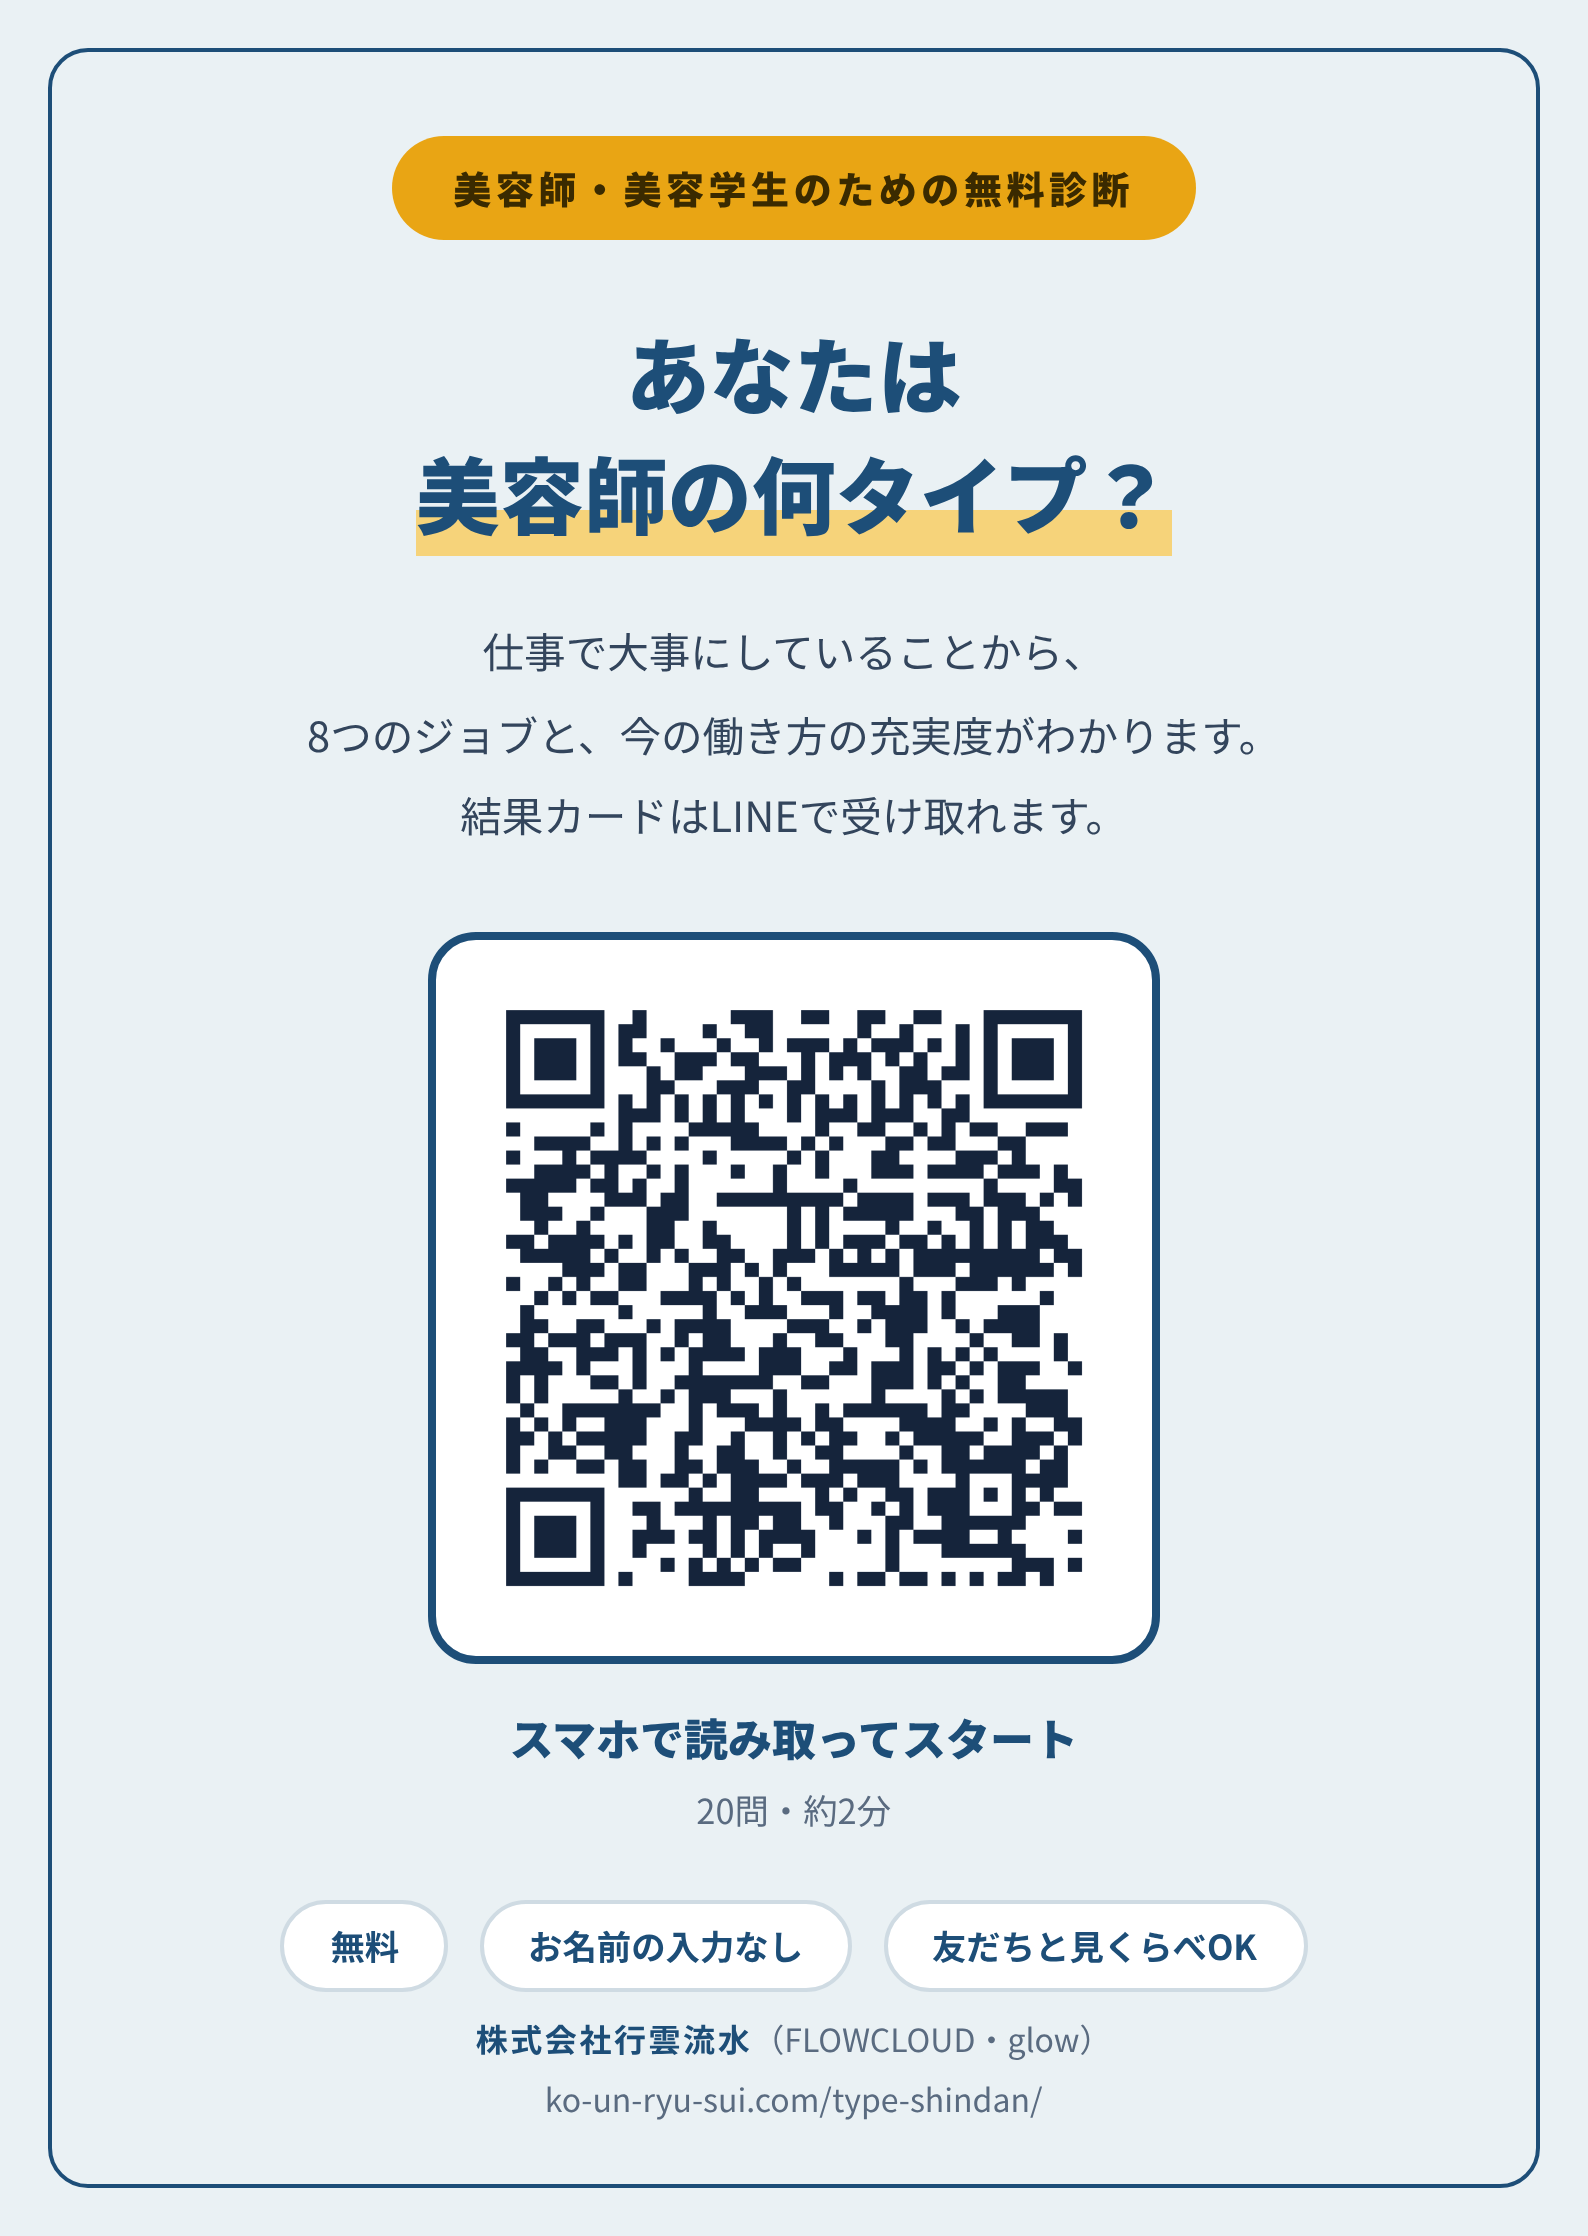 美容師・美容学生のための無料診断
あなたは
美容師の何タイプ？
仕事で大事にしていることから、
8つのジョブと、今の働き方の充実度がわかります。
結果カードはLINEで受け取れます。
スマホで読み取ってスタート
20問・約2分
無料
お名前の入力なし
友だちと見くらべOK
株式会社行雲流水（FLOWCLOUD・glow）
ko-un-ryu-sui.com/type-shindan/